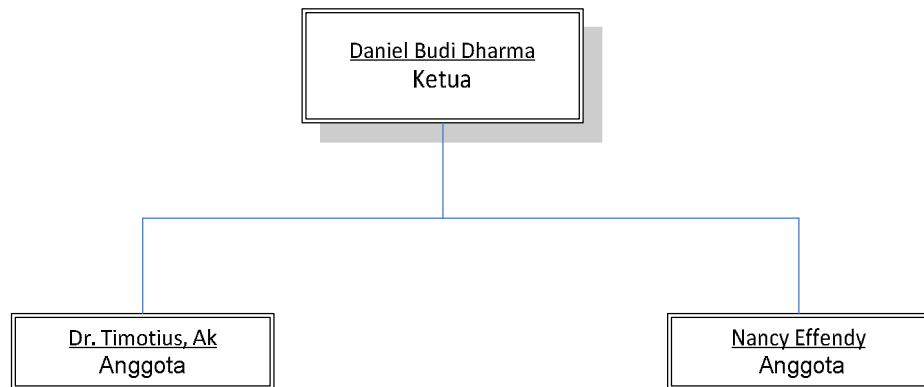 Daniel Budi Dharma
Ketua
Dr. Timotius, Ak
Anggota
Nancy Effendy
Anggota